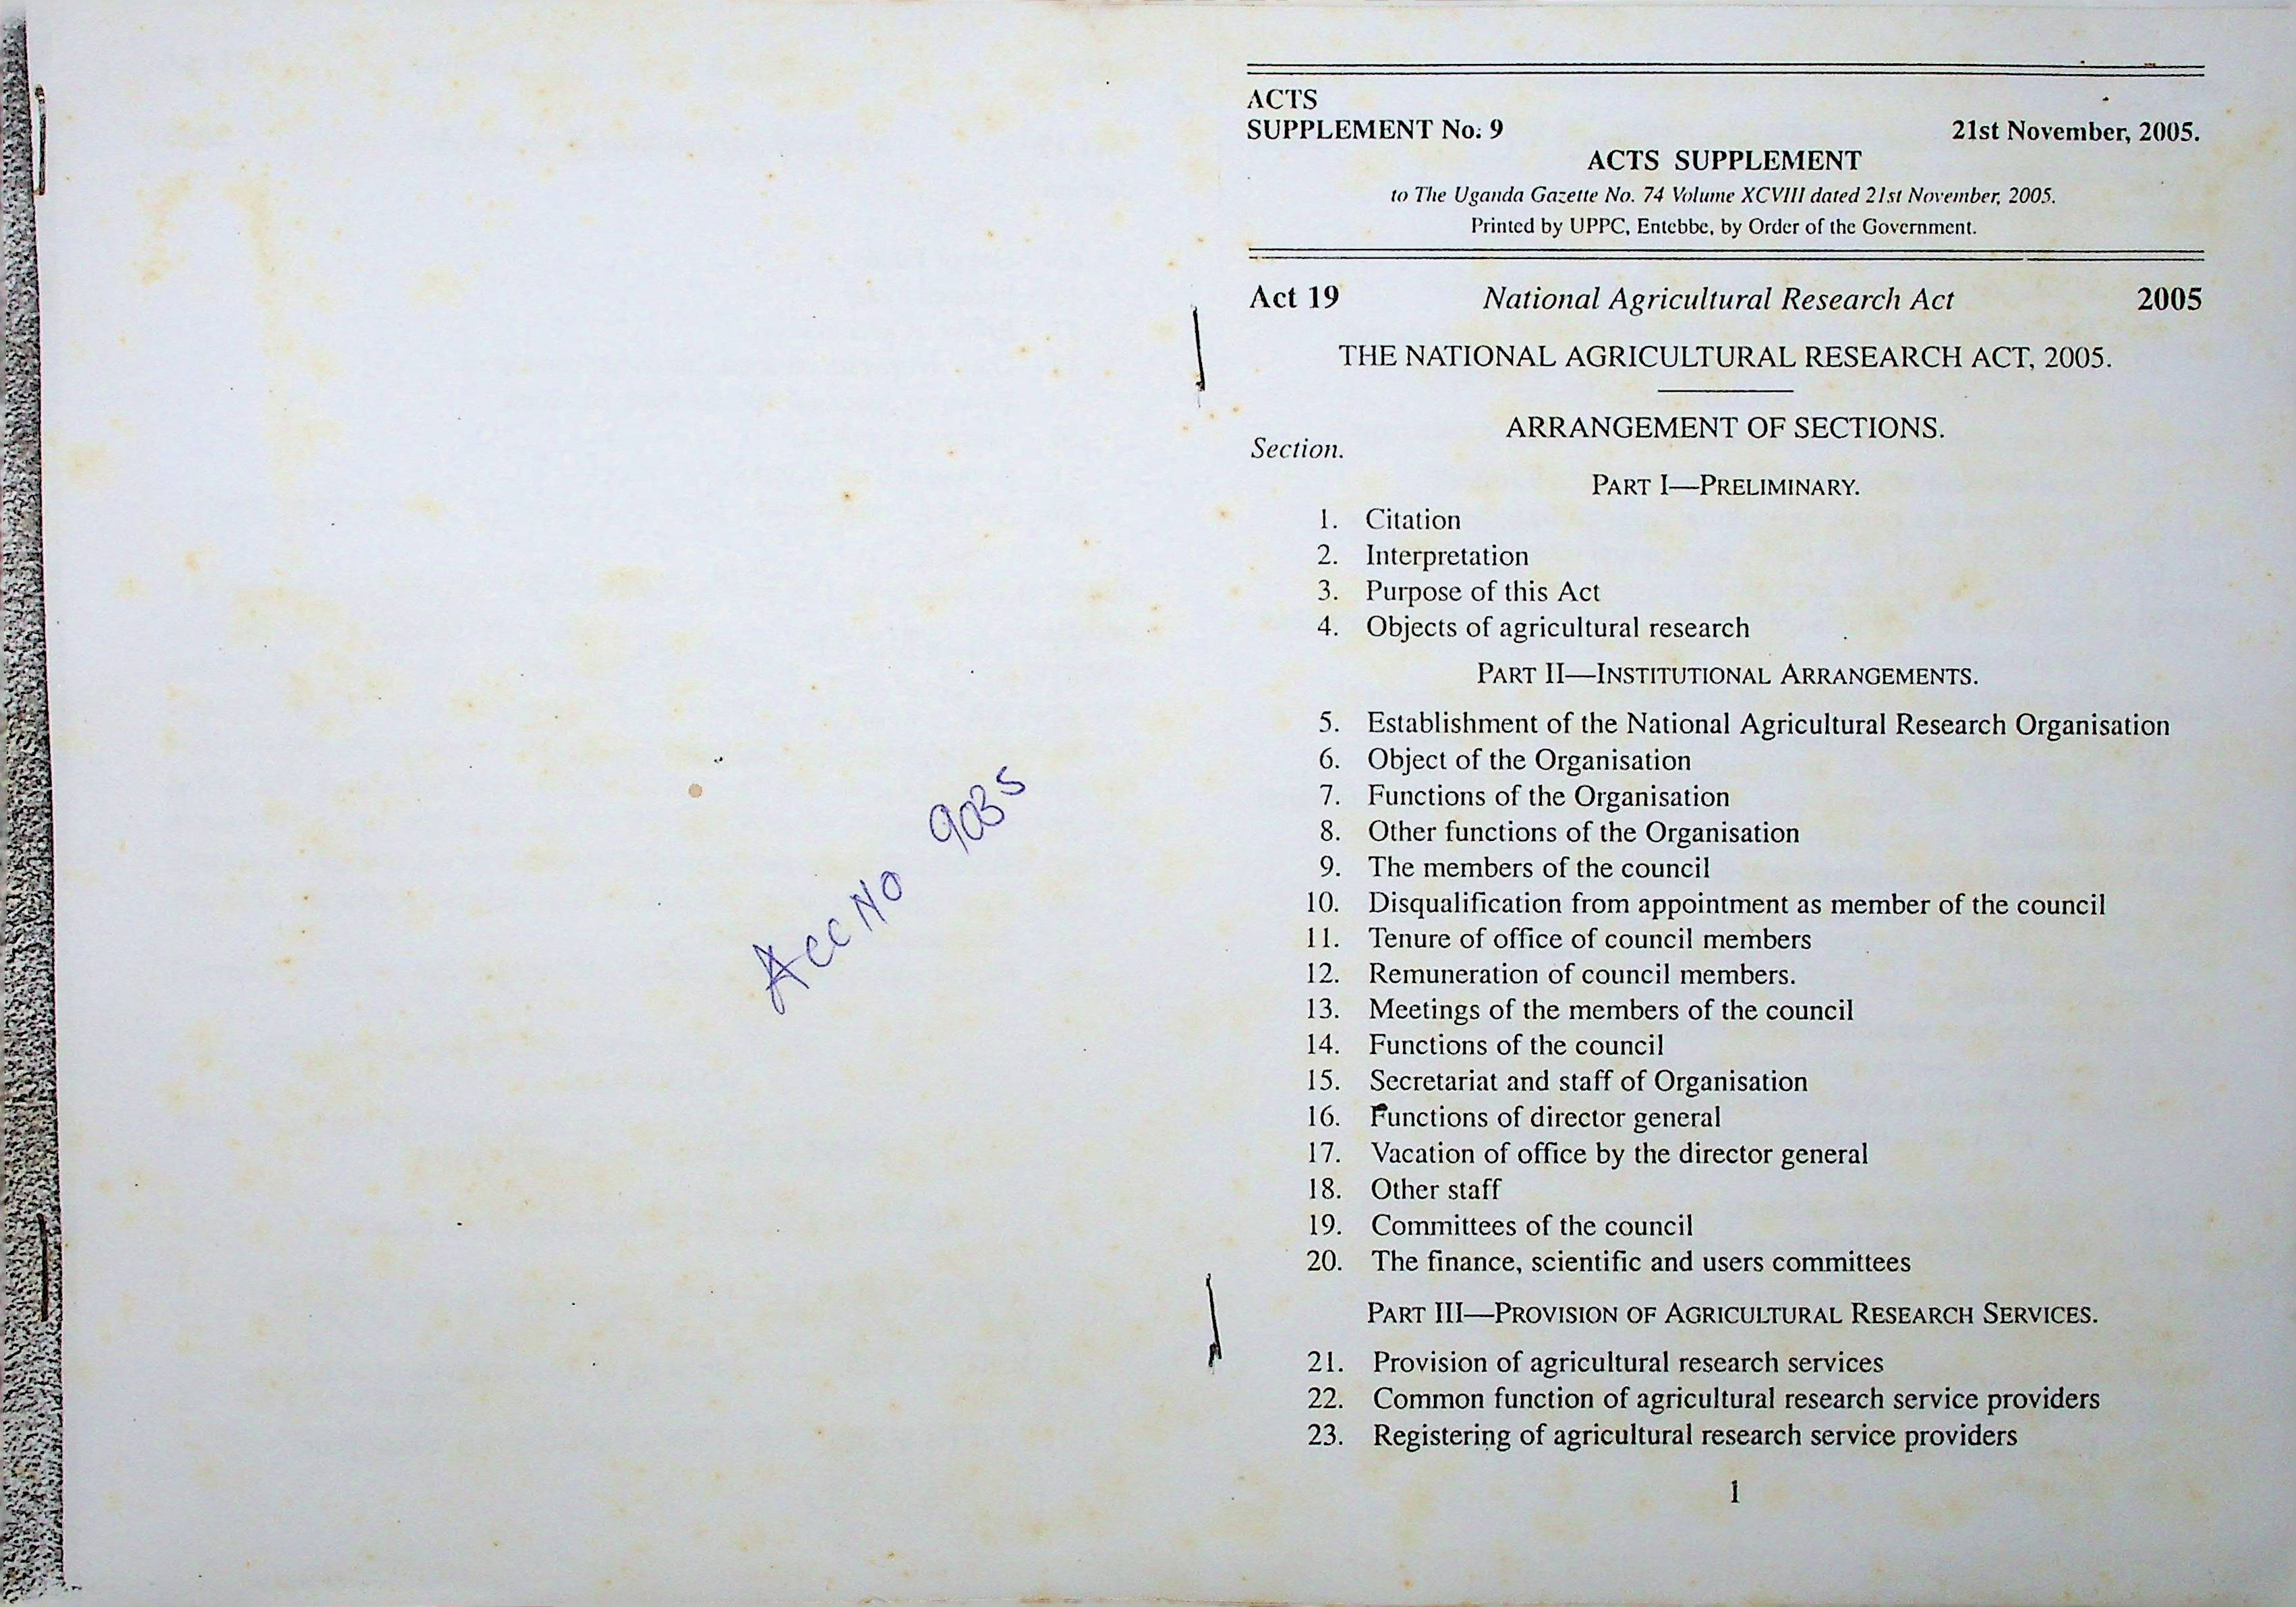 Acc No 9035
ACTS
SUPPLEMENT No. 9 21st November, 2005.
ACTS SUPPLEMENT
to The Uganda Gazette No. 74 Volume XCVIII dated 21st November, 2005.
Printed by UPPC, Entebbe, by Order of the Government.
Act 19 National Agricultural Research Act 2005
THE NATIONAL AGRICULTURAL RESEARCH ACT, 2005.
ARRANGEMENT OF SECTIONS.
Section.
PART I—PRELIMINARY.
1. Citation
2. Interpretation
3. Purpose of this Act
4. Objects of agricultural research
PART II—INSTITUTIONAL ARRANGEMENTS.
5. Establishment of the National Agricultural Research Organisation
6. Object of the Organisation
7. Functions of the Organisation
8. Other functions of the Organisation
9. The members of the council
10. Disqualification from appointment as member of the council
11. Tenure of office of council members
12. Remuneration of council members.
13. Meetings of the members of the council
14. Functions of the council
15. Secretariat and staff of Organisation
16. Functions of director general
17. Vacation of office by the director general
18. Other staff
19. Committees of the council
20. The finance, scientific and users committees
PART III—PROVISION OF AGRICULTURAL RESEARCH SERVICES.
21. Provision of agricultural research services
22. Common function of agricultural research service providers
23. Registering of agricultural research service providers
1